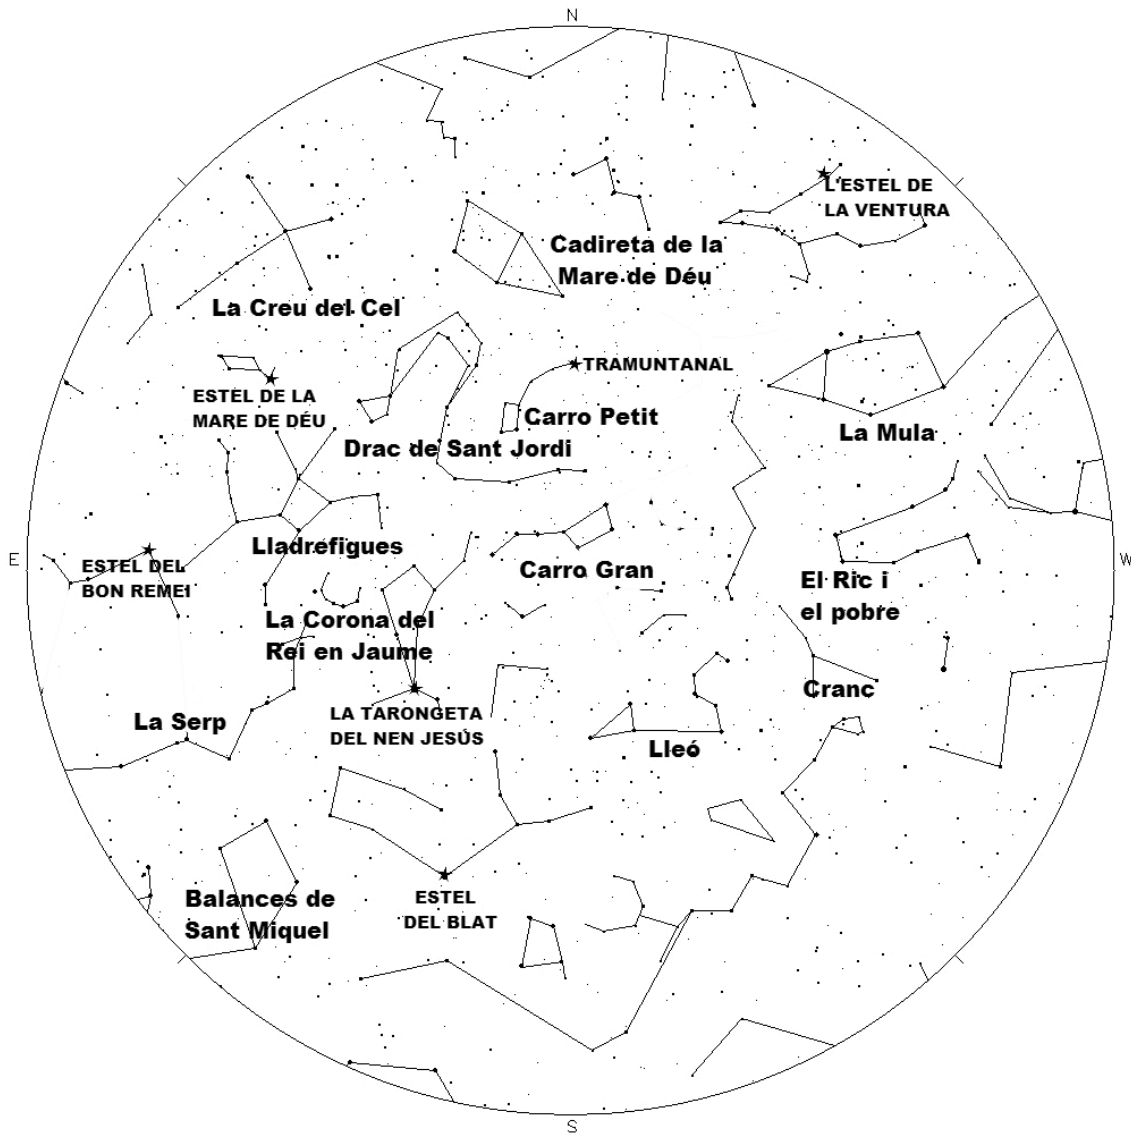 N
L'ESTEL DE
LA VENTURA
Cadireta de la
Mare de Déu
La Creu del Cel
TRAMUNTANAL
ESTEL DE LA
MARE DE DÉU
Carro Petit
La Mula
Drac de Sant Jordi
Lladrefigues
E
W
ESTEL DEL
BON REMEI
Carro Gran
El Ric i
el pobre
La Corona del
Rei en Jaume
Cranc
LA TARONGETA
DEL NEN JESÚS
La Serp
Lleó
Balances de
Sant Miquel
ESTEL
DEL BLAT
S